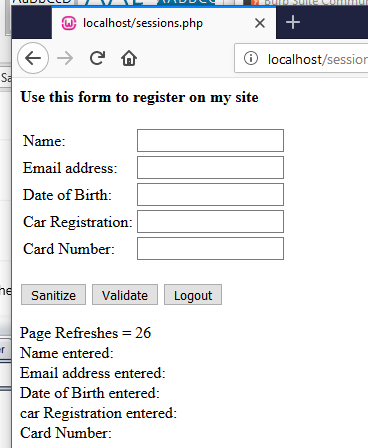 localhost/sessions.php
localhost/session
Use this form to register on my site
Name:
Email address:
Date of Birth:
Car Registration:
Card Number:
Sanitize Validate Logout
Page Refreshes = 26
Name entered:
Email address entered:
Date of Birth entered:
car Registration entered:
Card Number: